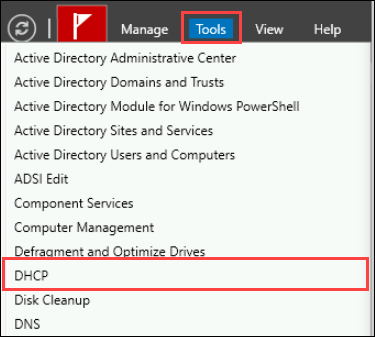 Manage Tools View Help
Active Directory Administrative Center
Active Directory Domains and Trusts
Active Directory Module for Windows PowerShell
Active Directory Sites and Services
Active Directory Users and Computers
ADSI Edit
Component Services
Computer Management
Defragment and Optimize Drives
DHCP
Disk Cleanup
DNS